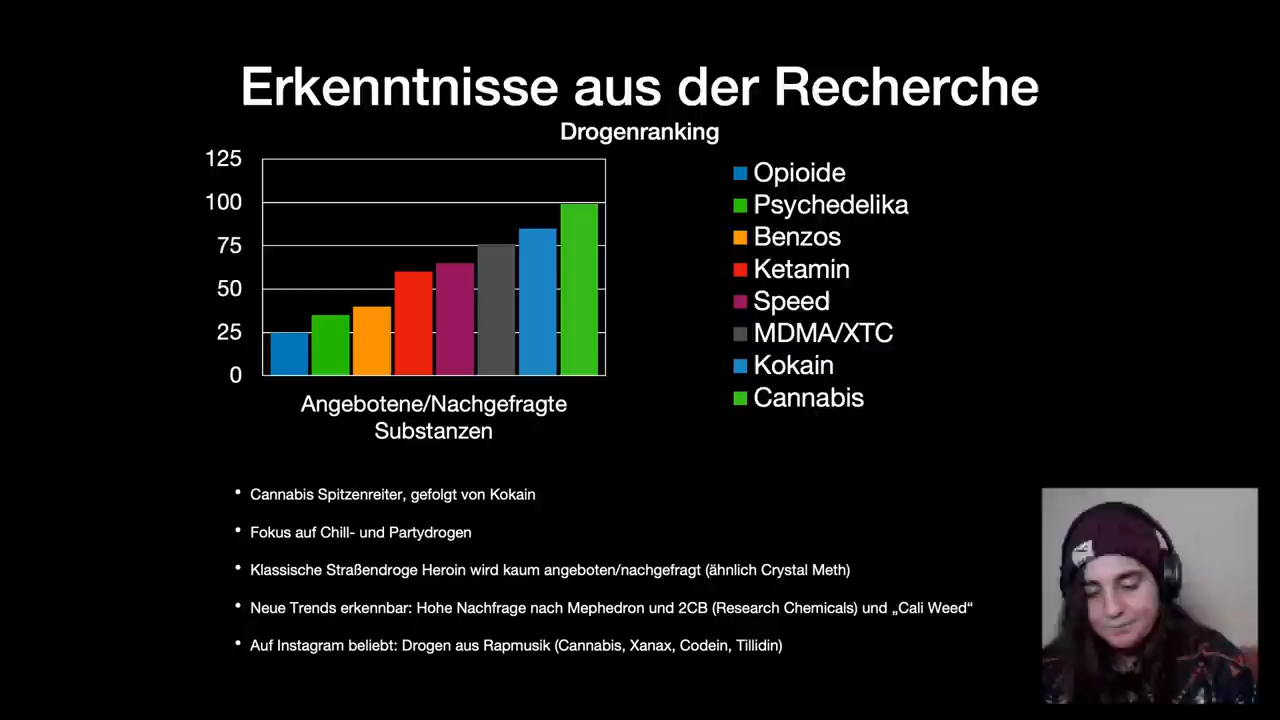 Erkenntnisse aus der Recherche
Drogenranking
125
100
75
50
25
0
Angebotene/Nachgefragte
Substanzen
Opioide
Psychedelika
Benzos
Ketamin
Speed
MDMA/XTC
Kokain
Cannabis
• Cannabis Spitzenreiter, gefolgt von Kokain
• Fokus auf Chill- und Partydrogen
• Klassische Straßendroge Heroin wird kaum angeboten/nachgefragt (ähnlich Crystal Meth)
• Neue Trends erkennbar: Hohe Nachfrage nach Mephedron und 2CB (Research Chemicals) und „Cali Weed“
• Auf Instagram beliebt: Drogen aus Rapmusik (Cannabis, Xanax, Codein, Tillidin)